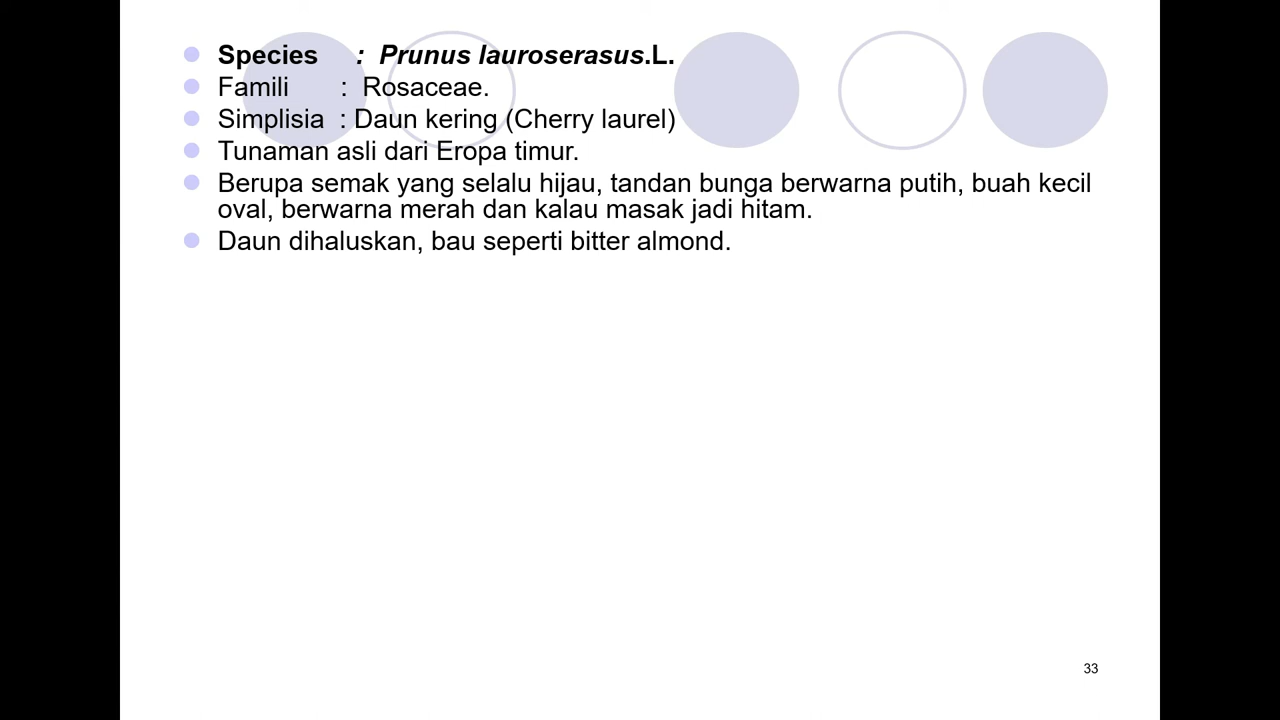 Species : Prunus lauroserasus.L.
Famili : Rosaceae.
Simplisia : Daun kering (Cherry laurel)
Tunaman asli dari Eropa timur.
Berupa semak yang selalu hijau, tandan bunga berwarna putih, buah kecil
oval, berwarna merah dan kalau masak jadi hitam.
Daun dihaluskan, bau seperti bitter almond.
33